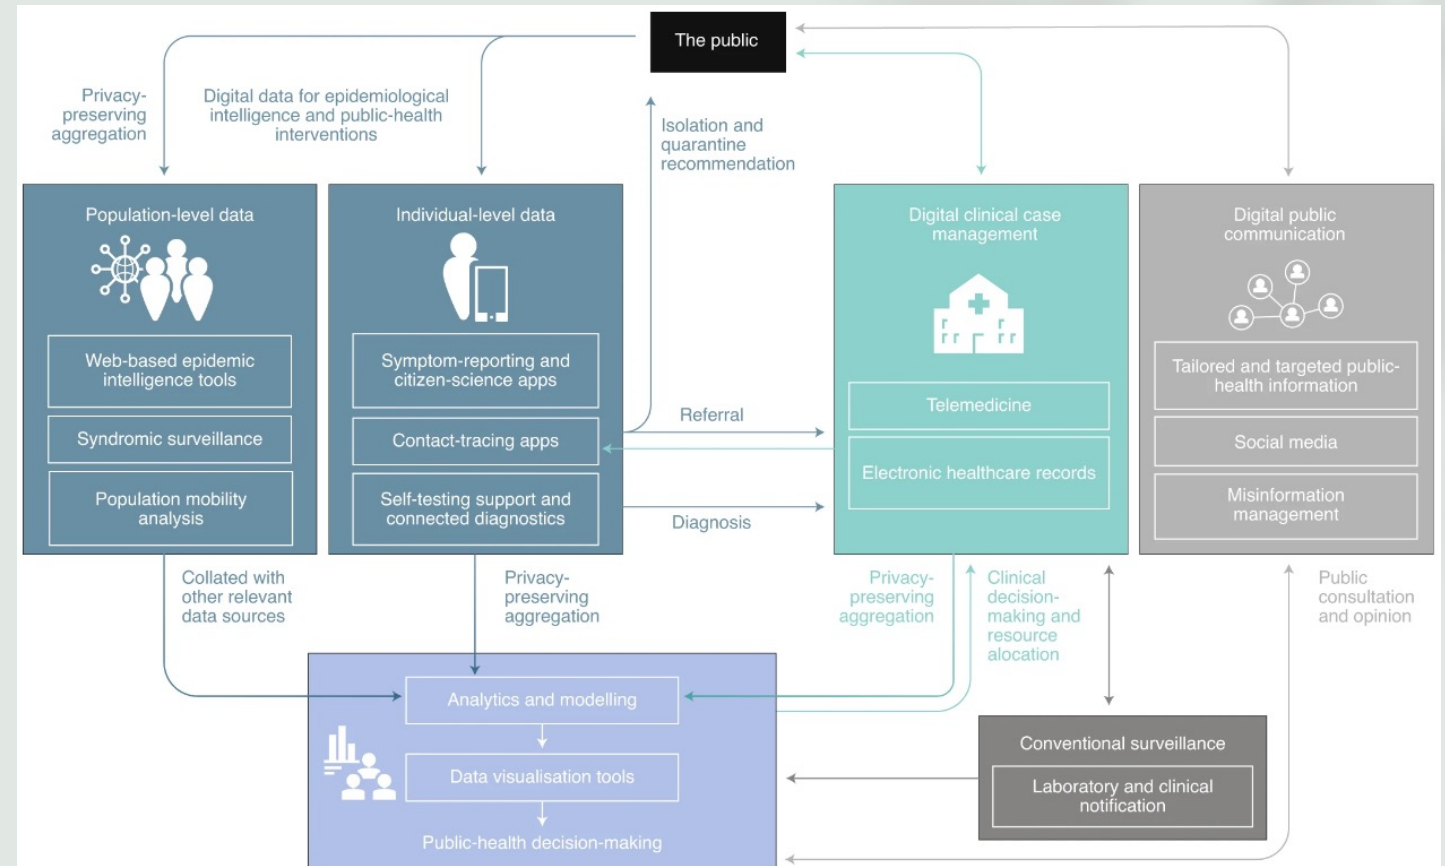 The public
Privacy-
preserving
aggregation
Digital data for epidemiological
intelligence and public-health
interventions
Isolation and
quarantine
recommendation
Population-level data
Web-based epidemic
intelligence tools
Syndromic surveillance
Population mobility
analysis
Individual-level data
Symptom-reporting and
citizen-science apps
Contact-tracing apps
Self-testing support and
connected diagnostics
Referral
Diagnosis
Digital clinical case
management
Telemedicine
Electronic healthcare records
Digital public
communication
Tailored and targeted public-
health information
Social media
Misinformation
management
Collated with
other relevant
data sources
Privacy-
preserving
aggregation
Privacy-
preserving
aggregation
Clinical
decision-
making and
resource
alocation
Public
consultation
and opinion
Analytics and modelling
Data visualisation tools
Public-health decision-making
Conventional surveillance
Laboratory and clinical
notification